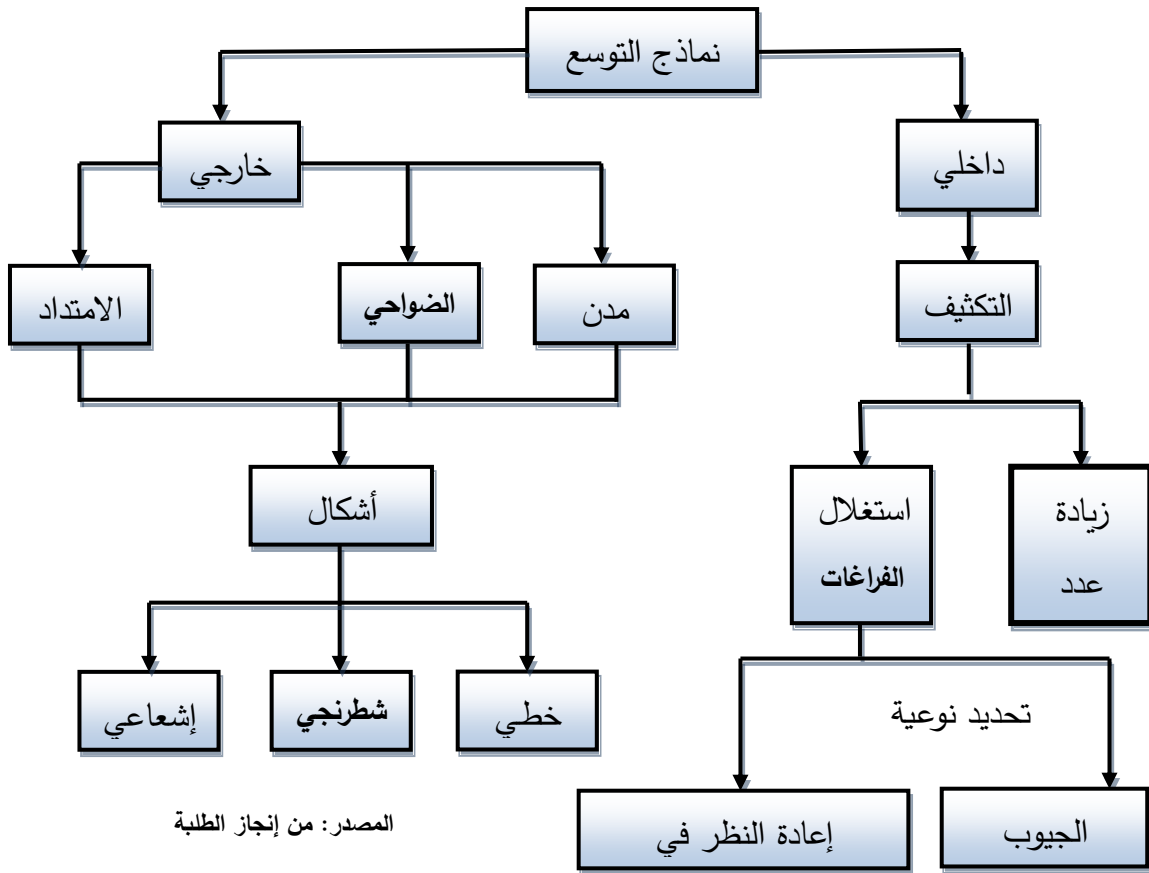 نماذج التوسع
داخلي
خارجي
التكثيف
مدن
الضواحي
الامتداد
زيادة
عدد
استغلال
الفراغات
أشكال
خطي
شطرنجي
إشعاعي
تحديد نوعية
الجيوب
إعادة النظر في
المصدر: من إنجاز الطلبة